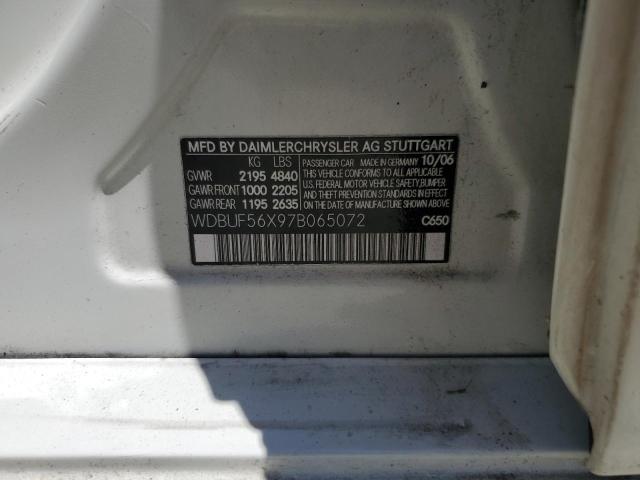 MFD BY DAIMLERCHRYSLER AG STUTTGART
KG LBS
GVWR 2195 4840
GAWR FRONT 1000 2205
GAWR REAR 1195 2635
PASSENGER CAR MADE IN GERMANY 10/06
THIS VEHICLE CONFORMS TO ALL APPLICABLE
U.S. FEDERAL MOTOR VEHICLE SAFETY, BUMPER
AND THEFT PREVENTION STANDARDS IN EFFECT
ON THE DATE OF MANUFACTURE SHOWN ABOVE.
WDBUF56X97B065072 C650